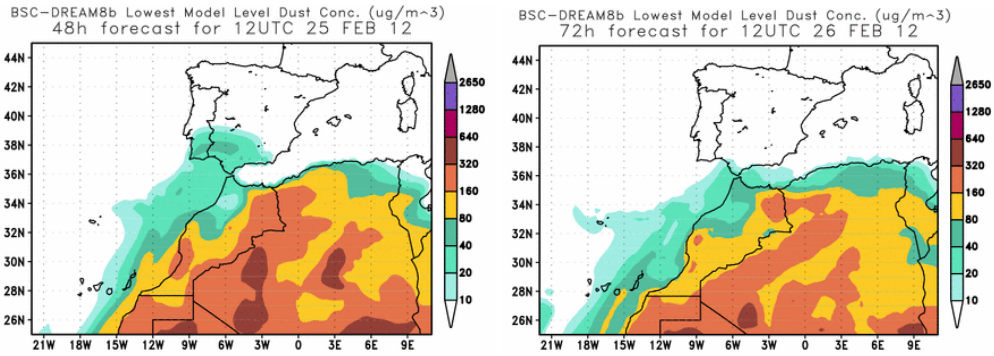 BSC-DREAM8b Lowest Model Level Dust Conc. (ug/m^3)
48h forecast for 12UTC 25 FEB 12
44N
42N
40N
38N
36N
34N
32N
30N
28N
26N
21W 18W 15W 12W 9W 6W 3W 0 3E 6E 9E
2650
1280
640
320
160
80
40
20
10
BSC-DREAM8b Lowest Model Level Dust Conc. (ug/m^3)
72h forecast for 12UTC 26 FEB 12
44N
42N
40N
38N
36N
34N
32N
30N
28N
26N
21W 18W 15W 12W 9W 6W 3W 0 3E 6E 9E
2650
1280
640
320
160
80
40
20
10